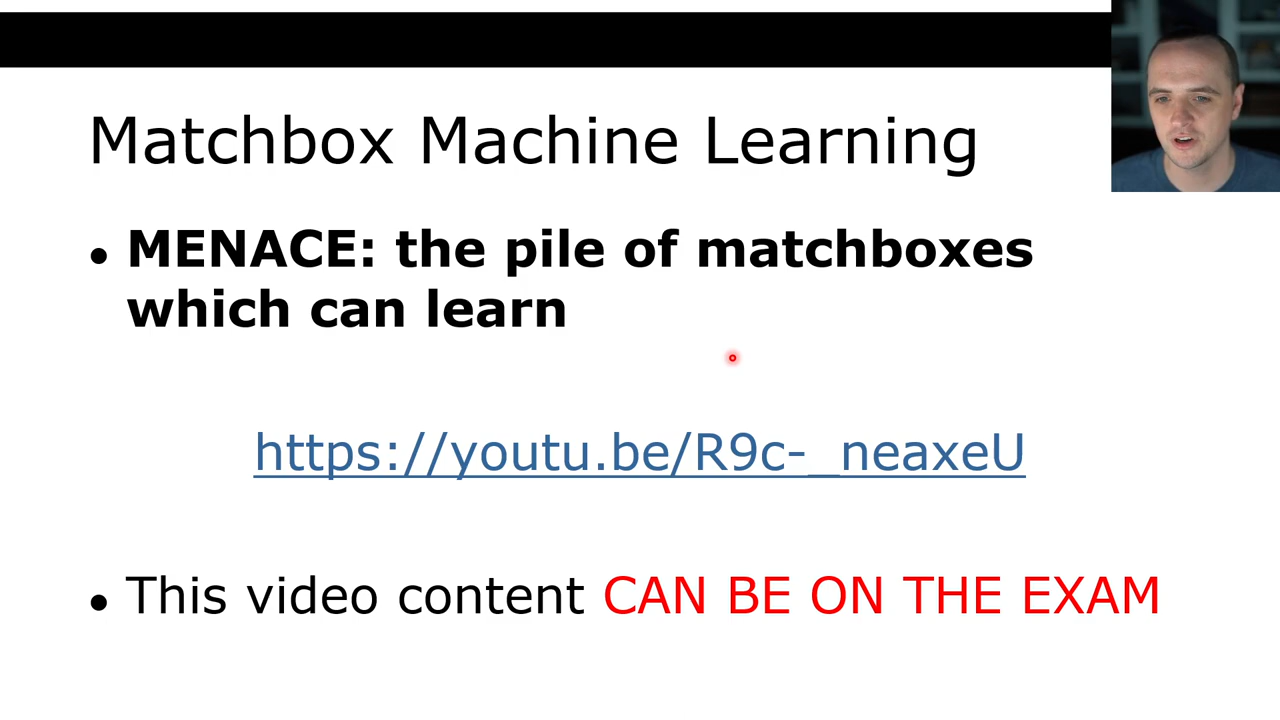 Matchbox Machine Learning
• MENACE: the pile of matchboxes
which can learn
https://youtu.be/R9c-_neaxeU
• This video content CAN BE ON THE EXAM